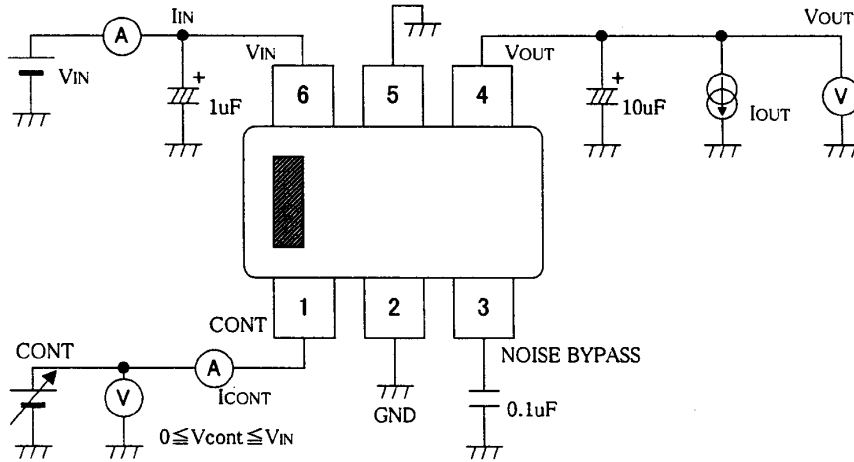 IIN
A
VIN
VIN
1uF
+
6
5
4
VOUT
VOUT
+
10uF
IOUT
V
1
2
3
CONT
CONT
A
ICONT
V
0≦Vcont≦VIN
GND
NOISE BYPASS
0.1uF